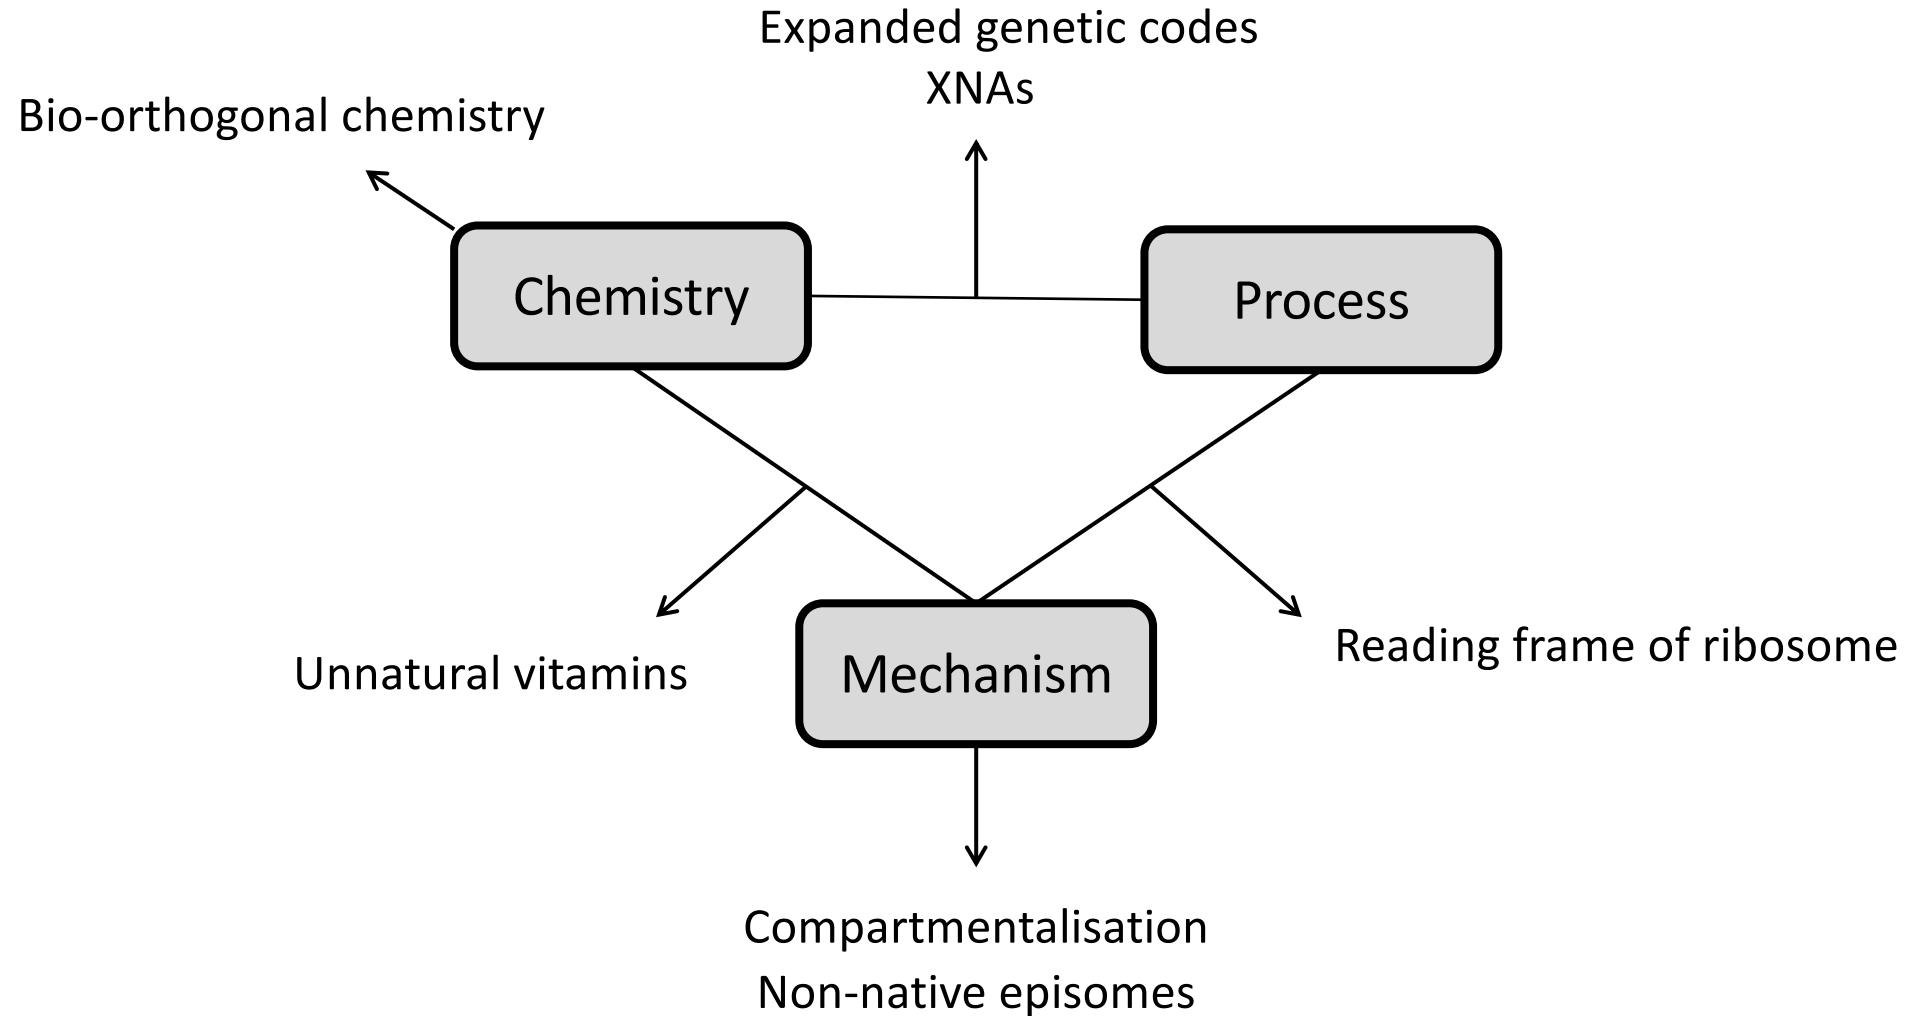 Expanded genetic codes
XNAs
Bio-orthogonal chemistry
Chemistry
Process
Unnatural vitamins
Mechanism
Reading frame of ribosome
Compartmentalisation
Non-native episomes